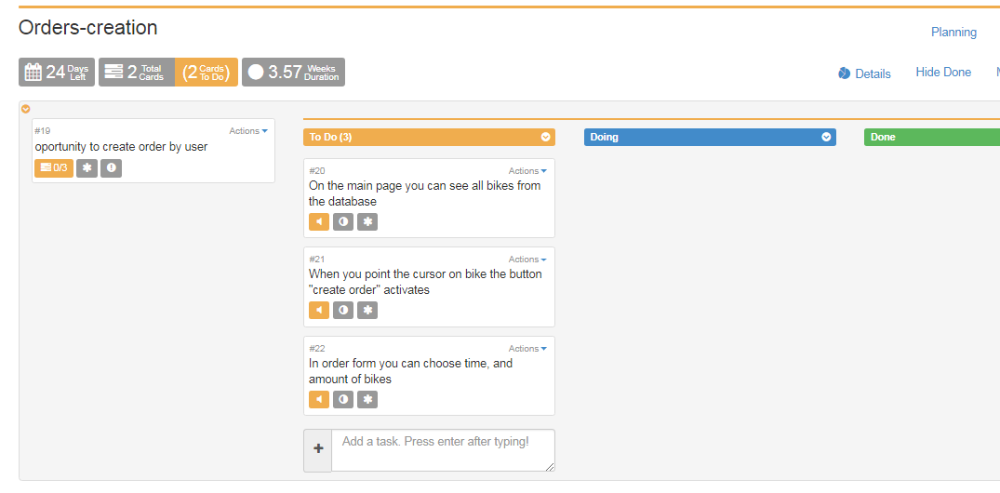 Orders-creation
Planning
24 Days Left
2 Total Cards
(2 Cards To Do)
3.57 Weeks Duration
Details
Hide Done
#19
Actions
oportunity to create order by user
0/3
To Do (3)
Doing
Done
#20
Actions
On the main page you can see all bikes from
the database
#21
Actions
When you point the cursor on bike the button
"create order" activates
#22
Actions
In order form you can choose time, and
amount of bikes
Add a task. Press enter after typing!